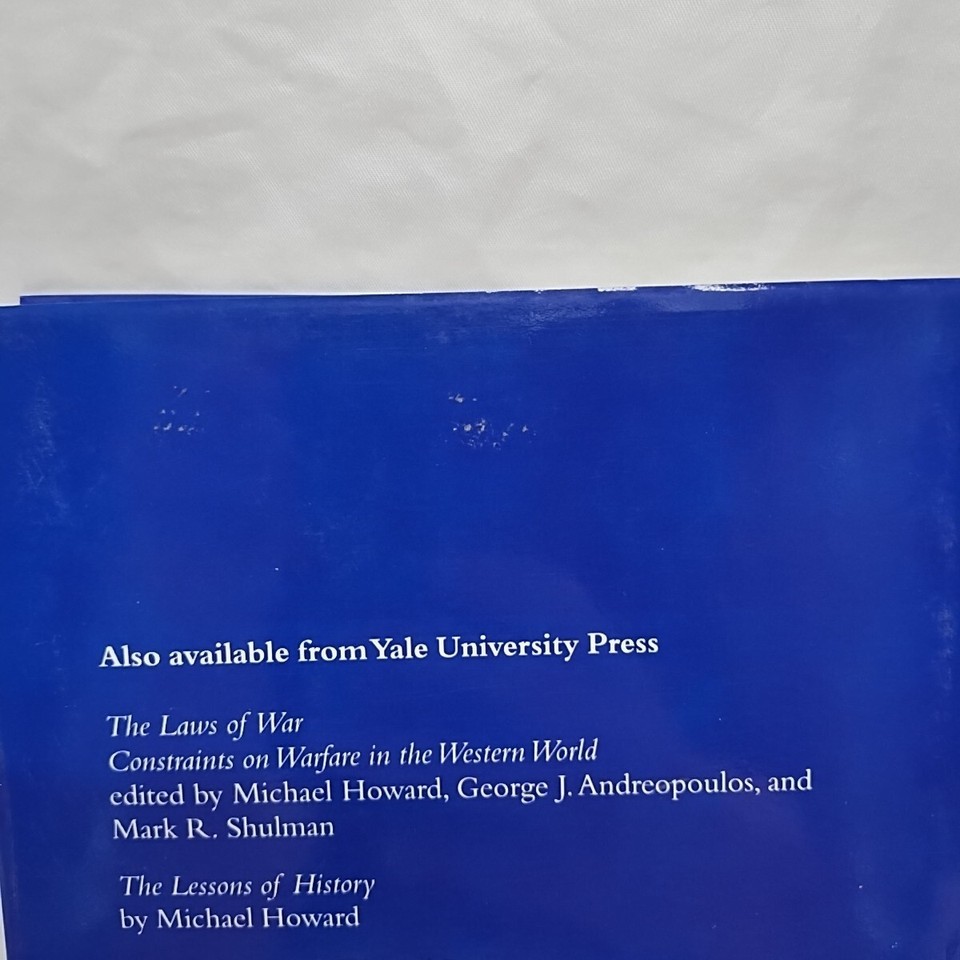 Also available from Yale University Press
The Laws of War
Constraints on Warfare in the Western World
edited by Michael Howard, George J. Andreopoulos, and
Mark R. Shulman
The Lessons of History
by Michael Howard